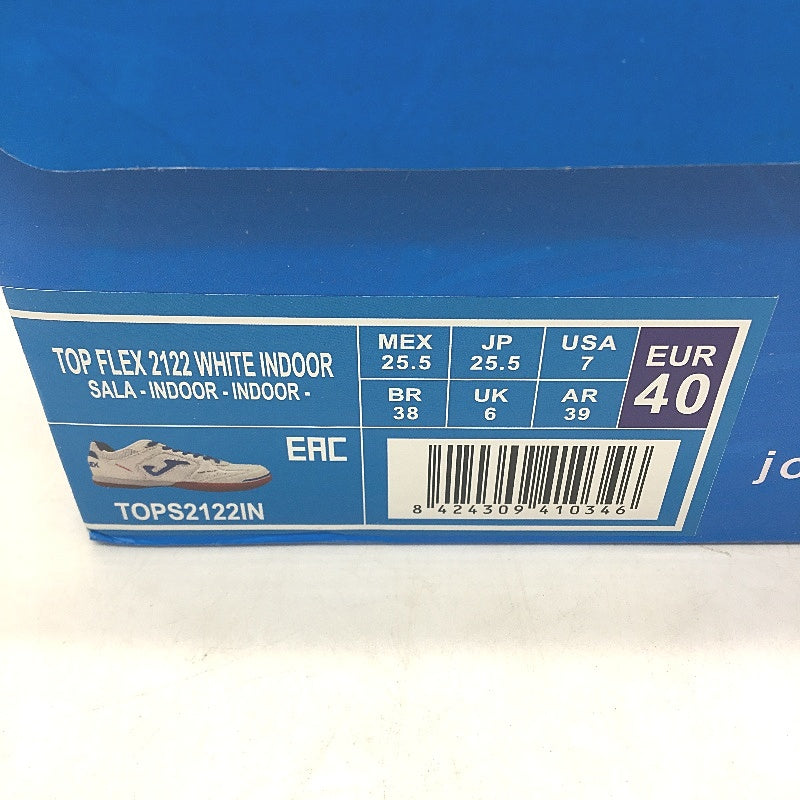 TOP FLEX 2122 WHITE INDOOR
SALA - INDOOR - INDOOR -
MEX
25.5
JP
25.5
USA
7
EUR
40
BR
38
UK
6
AR
39
EAC
TOPS2122IN
8 424309 410346
jo